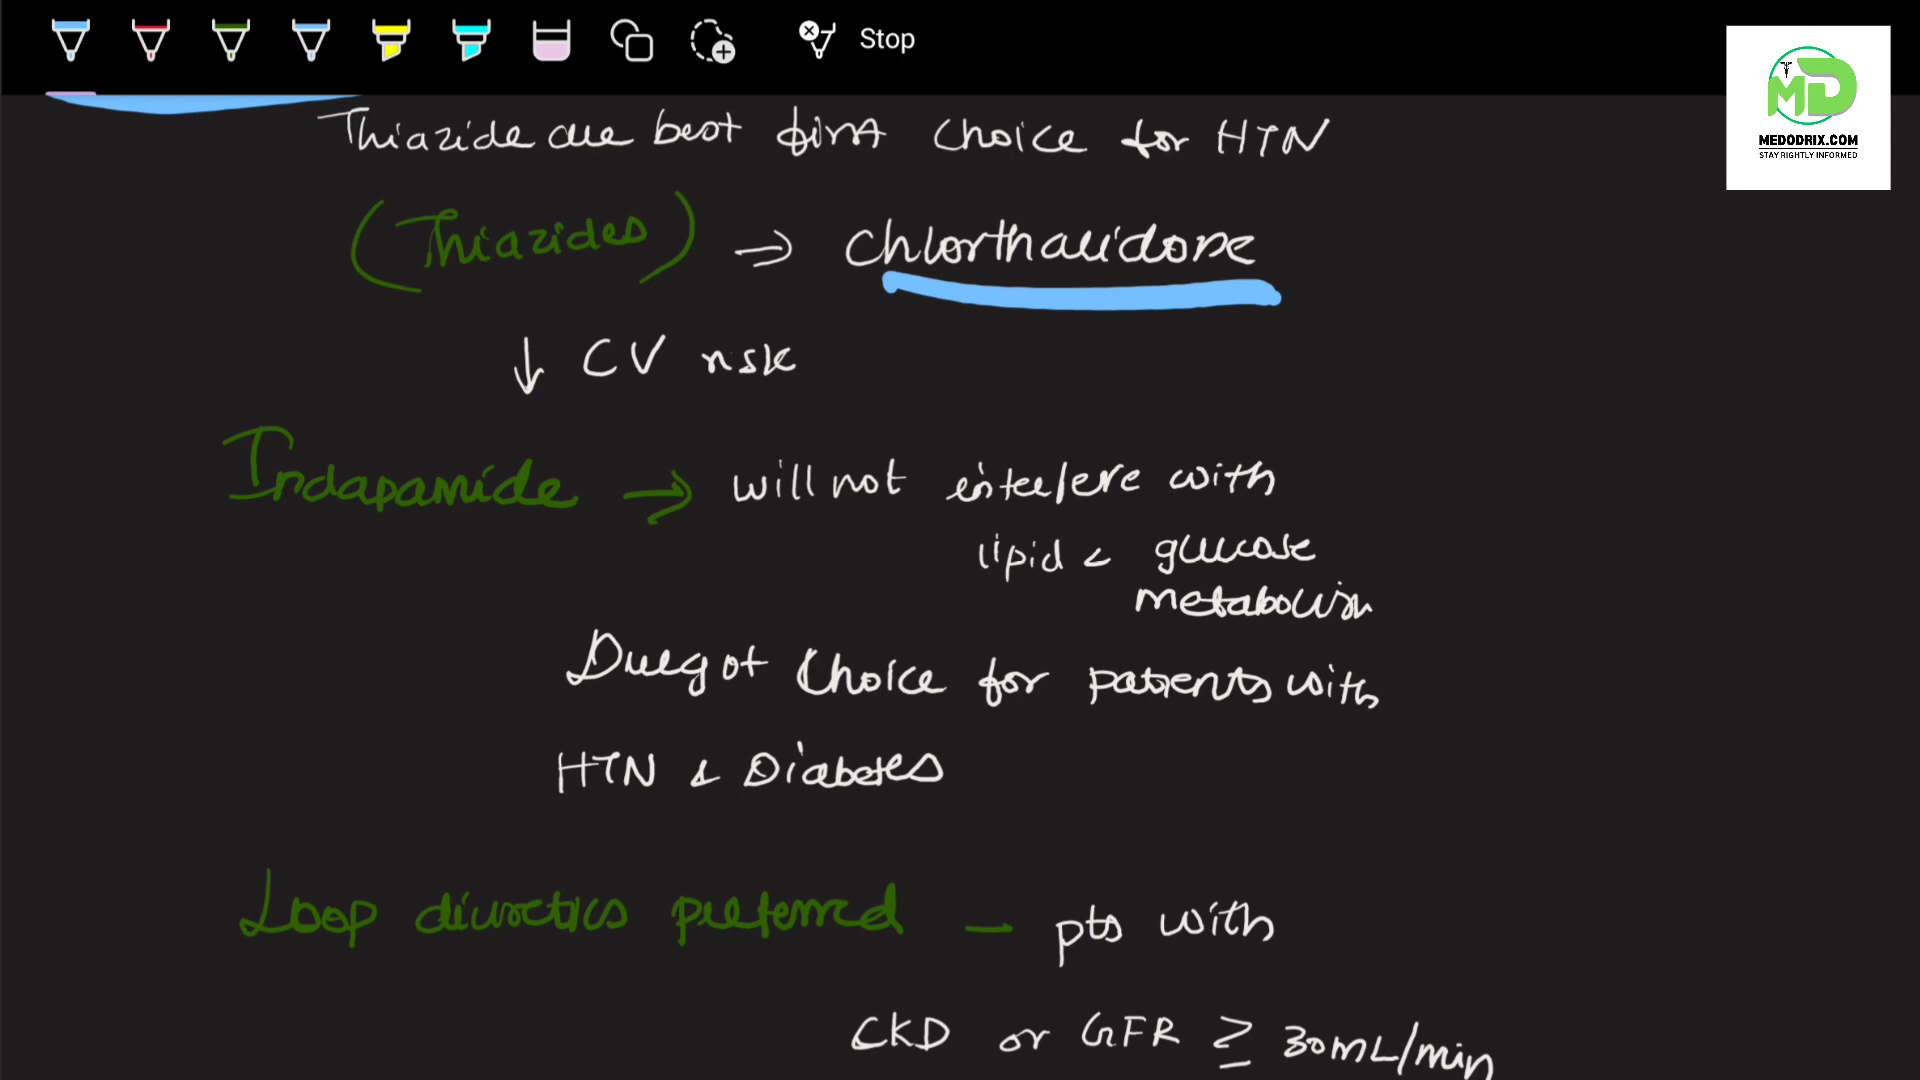 Stop
MEDODRIX.COM
STAY RIGHTLY INFORMED
Thiazide are best first choice for HTN
(Thiazides) → Chlorthalidone
↓ CV risk
Indapamide → will not interfere with
lipid & glucose
metabolism
Drug of choice for patients with
HTN & Diabetes
Loop diuretics preferred - pts with
CKD or GFR ≥ 30mL/min